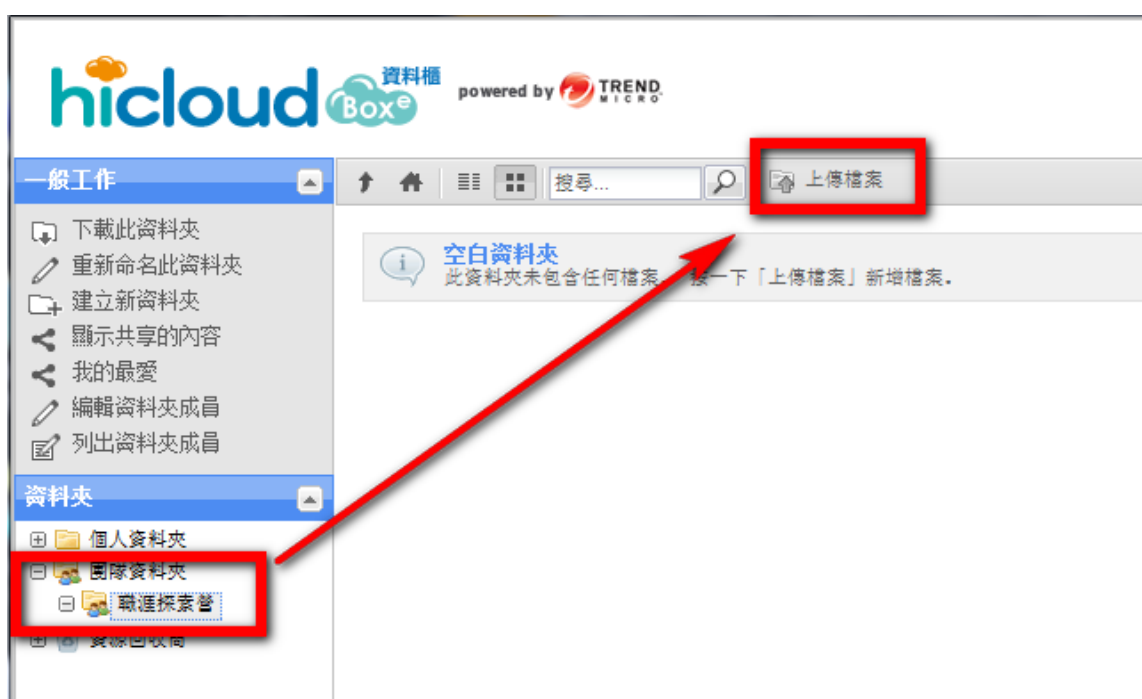 hicloud
資料櫃
Box e
powered by TREND MICRO
一般工作
搜尋...
上傳檔案
下載此資料夾
重新命名此資料夾
建立新資料夾
顯示共享的內容
我的最愛
編輯資料夾成員
列出資料夾成員
空白資料夾
此資料夾未包含任何檔案。 按一下「上傳檔案」新增檔案。
資料夾
個人資料夾
團隊資料夾
職涯探索營
資源回收筒